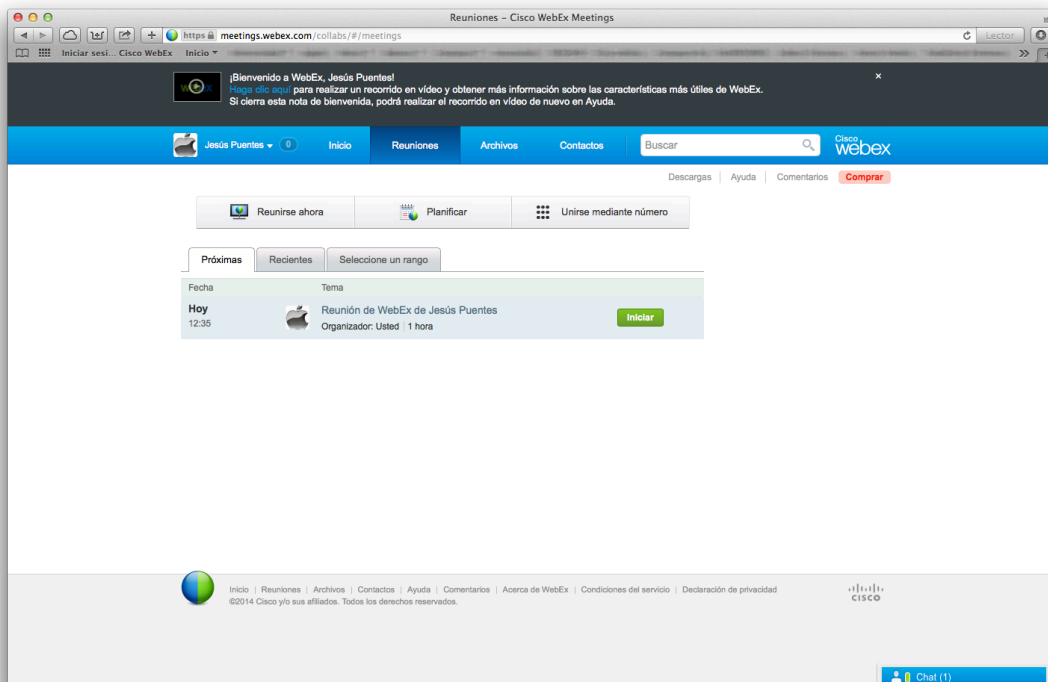 Reuniones – Cisco WebEx Meetings
https meetings.webex.com/collabs/#/meetings
Lector
Iniciar sesi... Cisco WebEx Inicio
¡Bienvenido a WebEx, Jesús Puentes!
Haga clic aquí para realizar un recorrido en vídeo y obtener más información sobre las características más útiles de WebEx.
Si cierra esta nota de bienvenida, podrá realizar el recorrido en vídeo de nuevo en Ayuda.
Jesús Puentes 0 Inicio Reuniones Archivos Contactos Buscar Cisco webex
Descargas | Ayuda | Comentarios Comprar
Reunirse ahora Planificar Unirse mediante número
Próximas Recientes Seleccione un rango
Fecha Tema
Hoy Reunión de WebEx de Jesús Puentes Iniciar
12:35 Organizador: Usted | 1 hora
Inicio | Reuniones | Archivos | Contactos | Ayuda | Comentarios | Acerca de WebEx | Condiciones del servicio | Declaración de privacidad
©2014 Cisco y/o sus afiliados. Todos los derechos reservados.
CISCO
Chat (1)